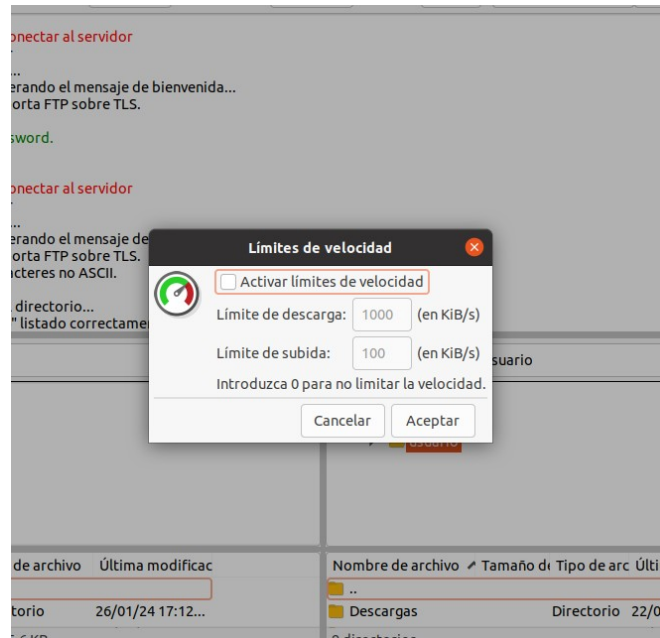 onectar al servidor
...
erando el mensaje de bienvenida...
orta FTP sobre TLS.
sword.
onectar al servidor
...
erando el mensaje de
orta FTP sobre TLS.
acteres no ASCII.
directorio...
" listado correctame
Límites de velocidad
Activar límites de velocidad
Límite de descarga: 1000 (en KiB/s)
Límite de subida: 100 (en KiB/s)
Introduzca 0 para no limitar la velocidad.
Cancelar Aceptar
suario
usuario
de archivo Última modificac
torio 26/01/24 17:12...
Nombre de archivo Tamaño de Tipo de arc Últi
..
Descargas Directorio 22/0